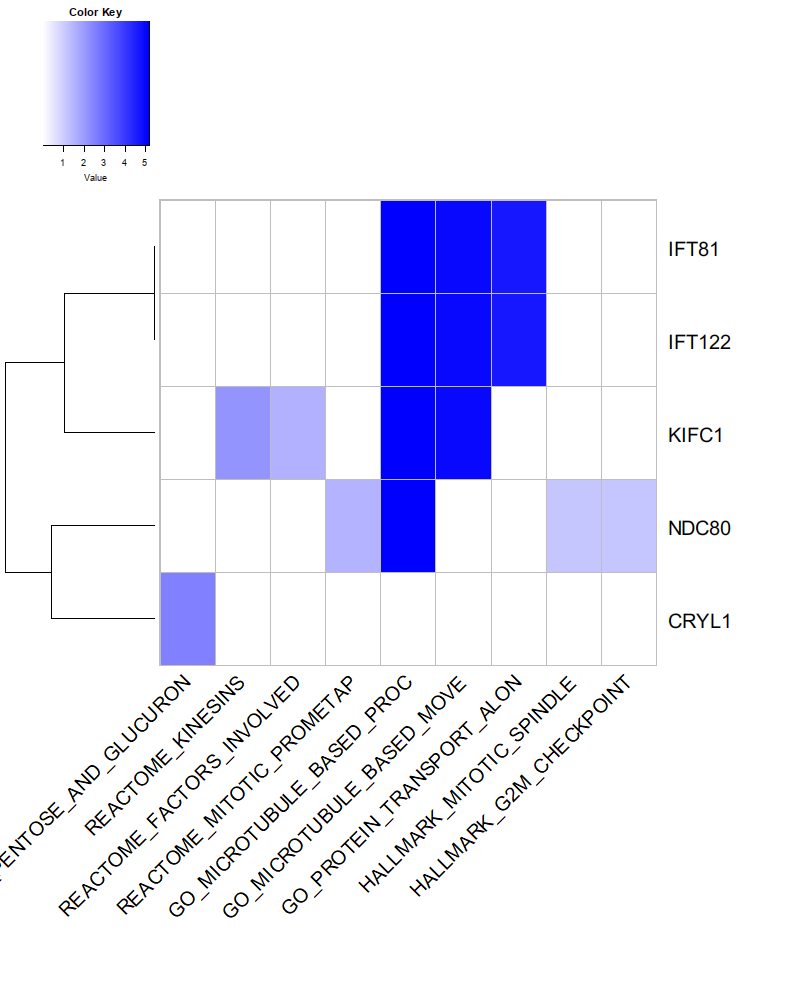 Color Key
1 2 3 4 5
Value
IFT81
IFT122
KIFC1
NDC80
CRYL1
PENTOSE_AND_GLUCURON
REACTOME_KINESINS
REACTOME_FACTORS_INVOLVED
REACTOME_MITOTIC_PROMETAP
GO_MICROTUBULE_BASED_PROC
GO_MICROTUBULE_BASED_MOVE
GO_PROTEIN_TRANSPORT_ALON
HALLMARK_MITOTIC_SPINDLE
HALLMARK_G2M_CHECKPOINT